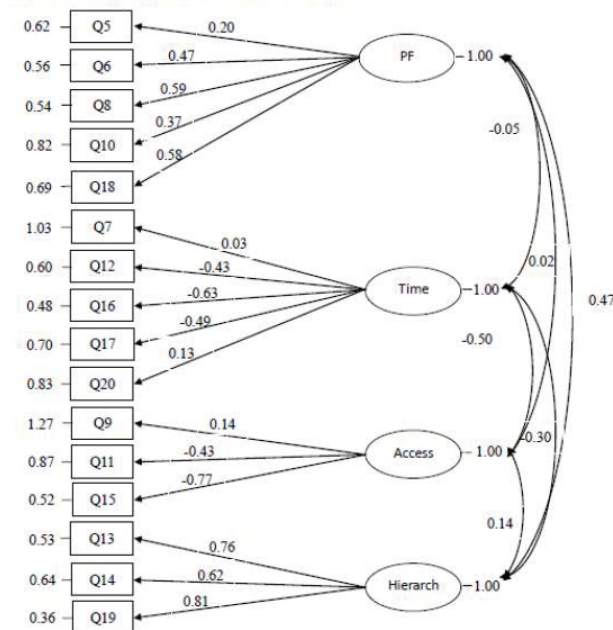 0.62 Q5 0.20
0.56 Q6 0.47 PF 1.00
0.54 Q8 0.59
0.82 Q10 0.37 -0.05
0.69 Q18 0.58
1.03 Q7 0.03
0.60 Q12 -0.43 0.02
0.48 Q16 -0.63 Time 1.00 0.47
0.70 Q17 -0.49 -0.50
0.83 Q20 0.13
1.27 Q9 0.14 -0.30
0.87 Q11 -0.43 Access 1.00
0.52 Q15 -0.77
0.53 Q13 0.76 0.14
0.64 Q14 0.62 Hierarch 1.00
0.36 Q19 0.81